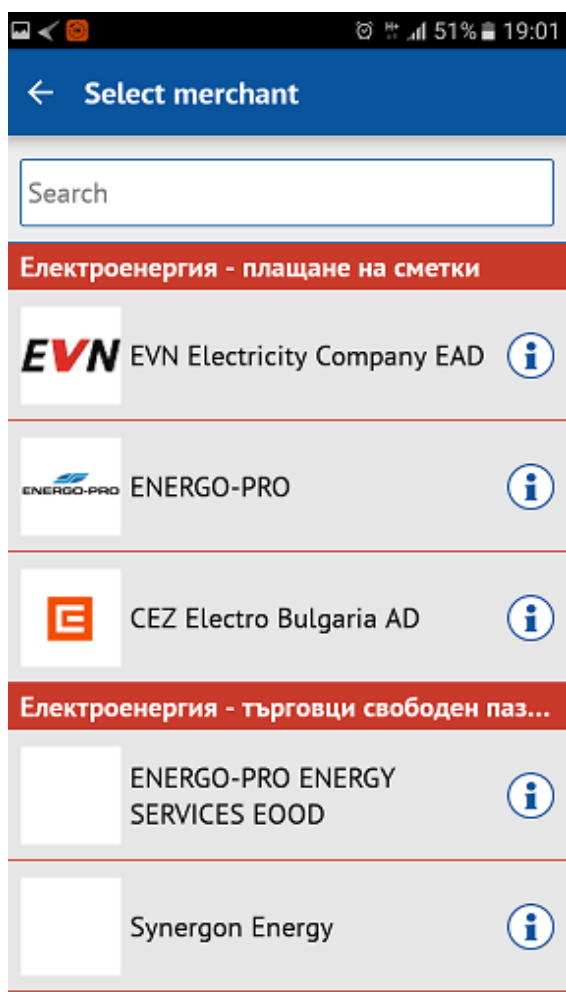 H+ 51% 19:01
Select merchant
Search
Електроенергия - плащане на сметки
EVN EVN Electricity Company EAD
ENERGO-PRO ENERGO-PRO
CEZ Electro Bulgaria AD
Електроенергия - търговци свободен паз...
ENERGO-PRO ENERGY
SERVICES EOOD
Synergon Energy